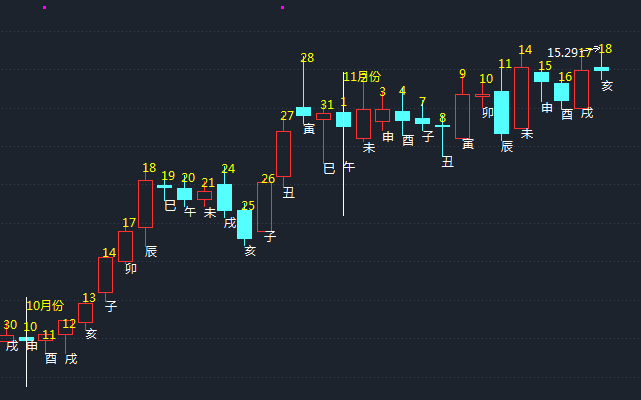 30
戌
10月份
10
申
11
酉
12
戌
13
亥
14
子
17
卯
18
辰
19
巳
20
午
21
未
24
戌
25
亥
26
子
27
丑
28
寅
31
巳
11月份
1
午
2
未
3
申
4
酉
7
子
8
丑
9
寅
10
卯
11
辰
14
未
15
申
16
酉
15.29
17
戌
18
亥